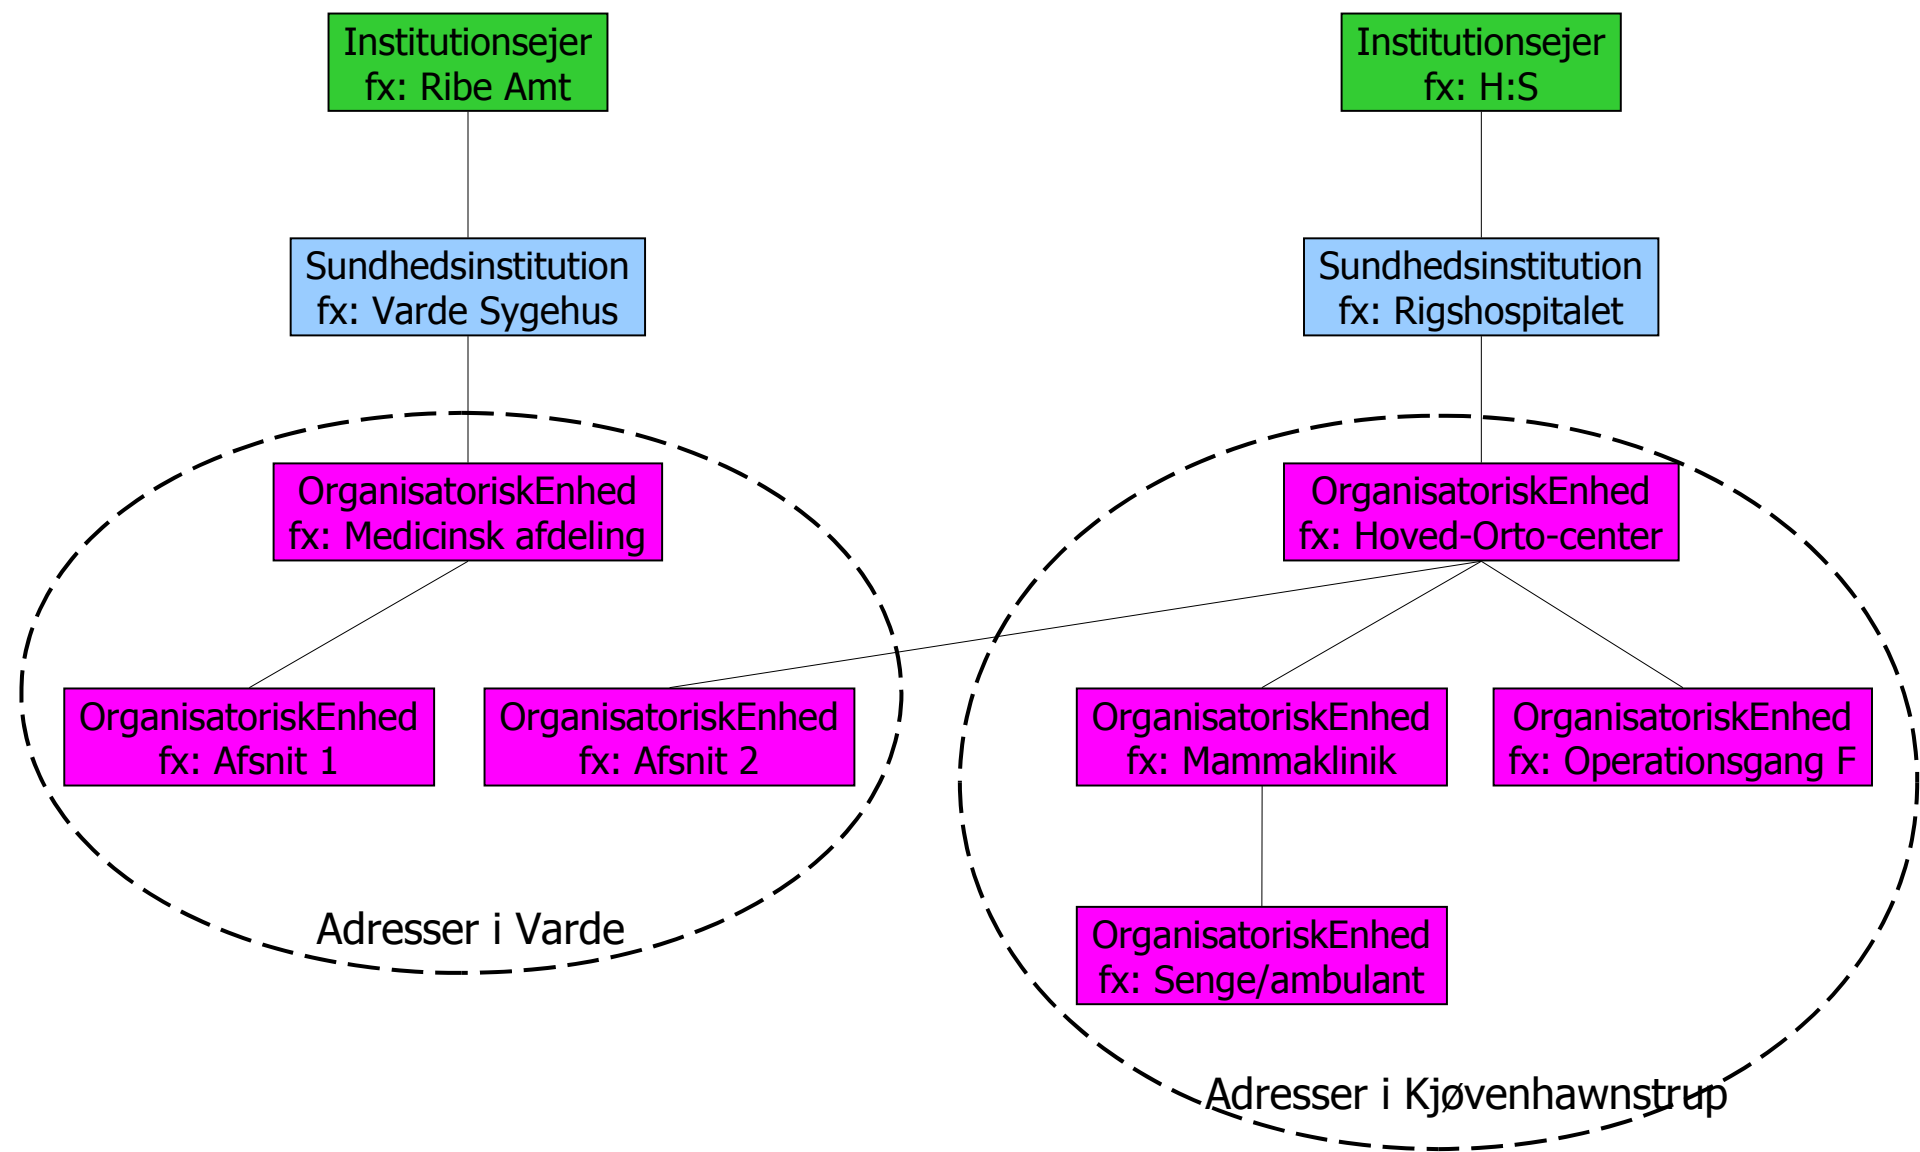 Institutionsejer
fx: Ribe Amt
Institutionsejer
fx: H:S
Sundhedsinstitution
fx: Varde Sygehus
Sundhedsinstitution
fx: Rigshospitalet
OrganisatoriskEnhed
fx: Medicinsk afdeling
OrganisatoriskEnhed
fx: Hoved-Orto-center
OrganisatoriskEnhed
fx: Afsnit 1
OrganisatoriskEnhed
fx: Afsnit 2
OrganisatoriskEnhed
fx: Mammaklinik
OrganisatoriskEnhed
fx: Operationsgang F
Adresser i Varde
OrganisatoriskEnhed
fx: Senge/ambulant
Adresser i Kjøvenhawnstrup